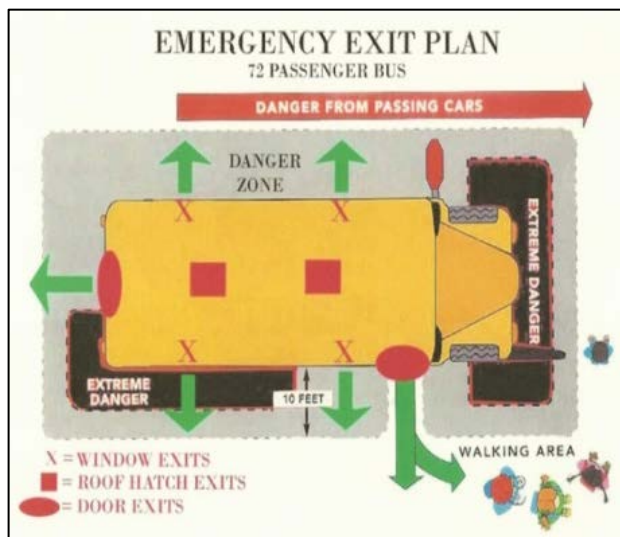 EMERGENCY EXIT PLAN
72 PASSENGER BUS
DANGER FROM PASSING CARS
DANGER
ZONE
X
X
EXTREME DANGER
X
X
EXTREME
DANGER
10 FEET
WALKING AREA
X = WINDOW EXITS
= ROOF HATCH EXITS
= DOOR EXITS